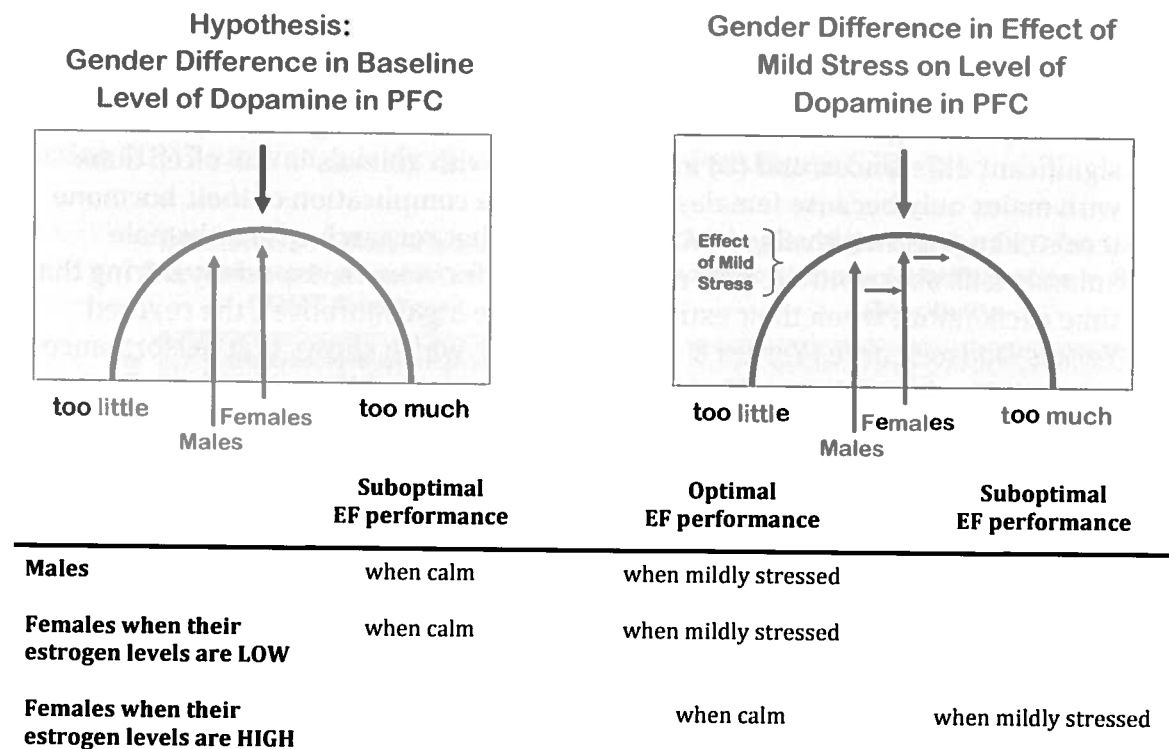 Hypothesis:
Gender Difference in Baseline
Level of Dopamine in PFC
too little
Females
too much
Males
Gender Difference in Effect of
Mild Stress on Level of
Dopamine in PFC
Effect
of Mild
Stress
too little
Females
too much
Males
Suboptimal
EF performance
Optimal
EF performance
Suboptimal
EF performance
Males
when calm
when mildly stressed
Females when their
estrogen levels are LOW
when calm
when mildly stressed
Females when their
estrogen levels are HIGH
when calm
when mildly stressed